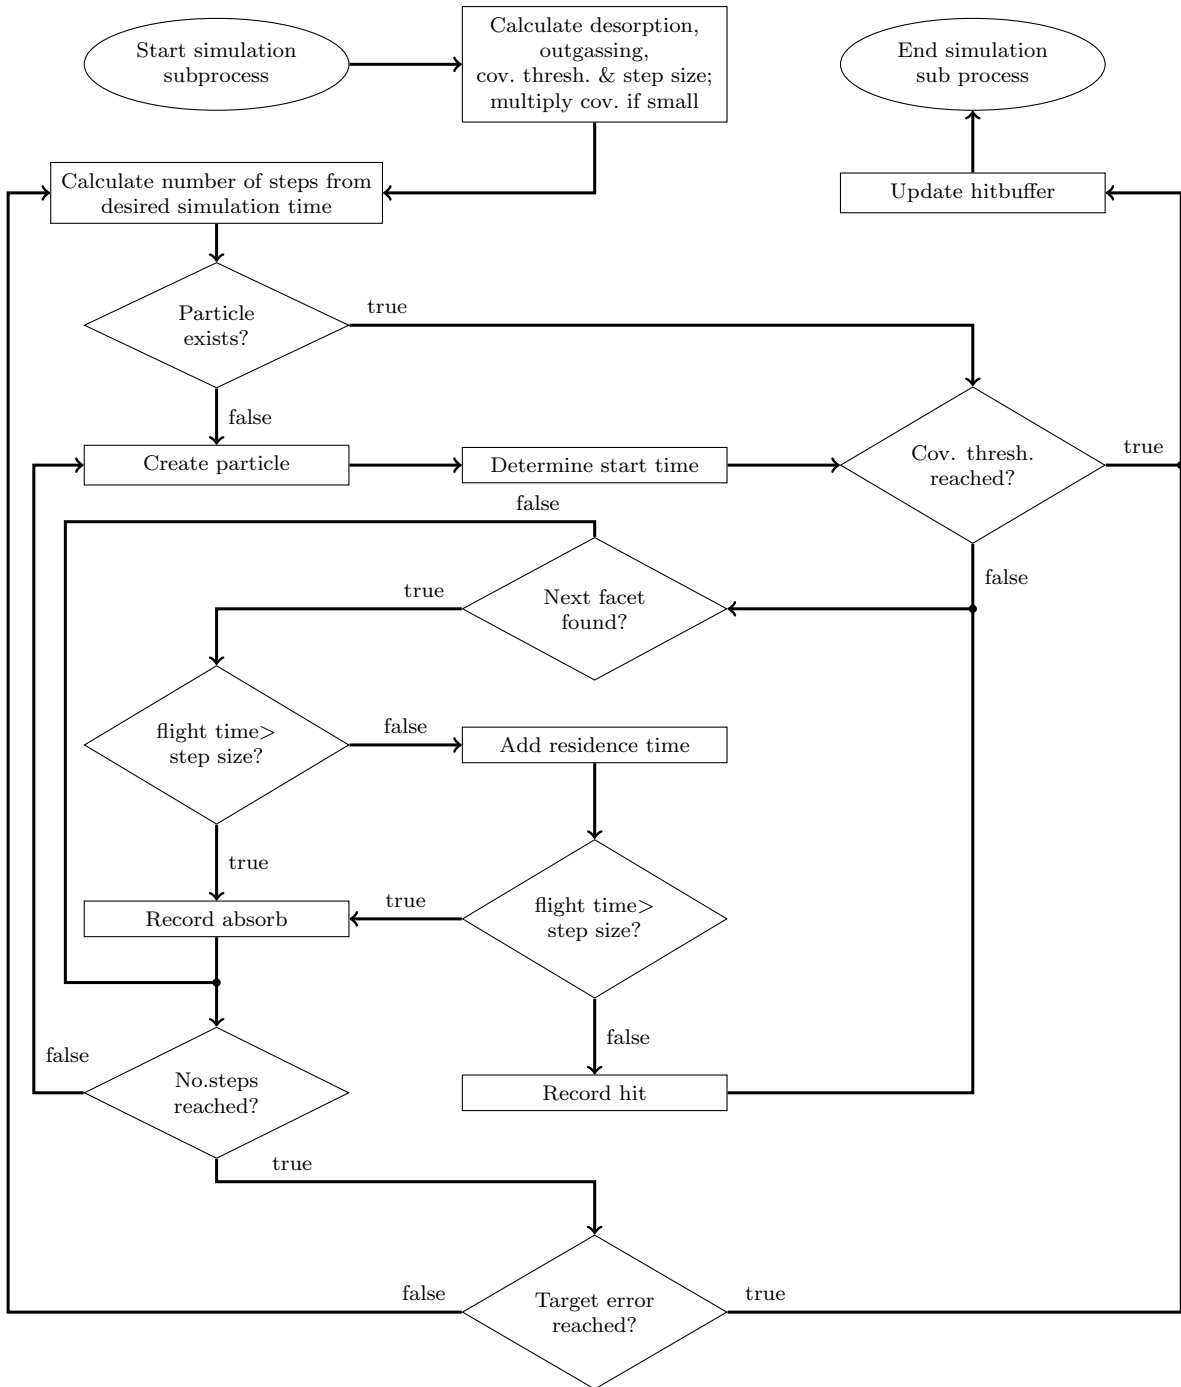 Start simulation
subprocess
Calculate desorption,
outgassing,
cov. thresh. & step size;
multiply cov. if small
End simulation
sub process
Calculate number of steps from
desired simulation time
Update hitbuffer
Particle
exists?
true
false
Create particle
Determine start time
Cov. thresh.
reached?
true
false
false
Next facet
found?
true
flight time>
step size?
false
Add residence time
true
Record absorb
true
flight time>
step size?
false
Record hit
No.steps
reached?
false
true
Target error
reached?
false
true